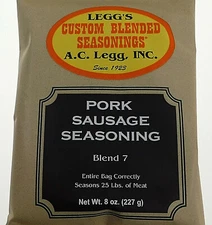 LEGG'S
CUSTOM BLENDED
SEASONINGS
A.C. Legg, INC.
Since 1923
PORK
SAUSAGE
SEASONING
Blend 7
Entire Bag Correctly
Seasons 25 Lbs. of Meat
Net Wt. 8 oz. (227 g)